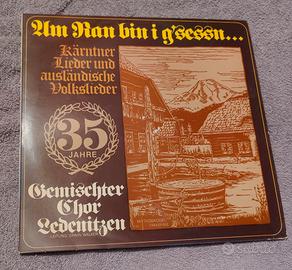 Am Ran bin i g'sessn...
Kärntner
Lieder und
ausländische
Volkslieder
35
JAHRE
Gemischter
Chor
Ledenitzen